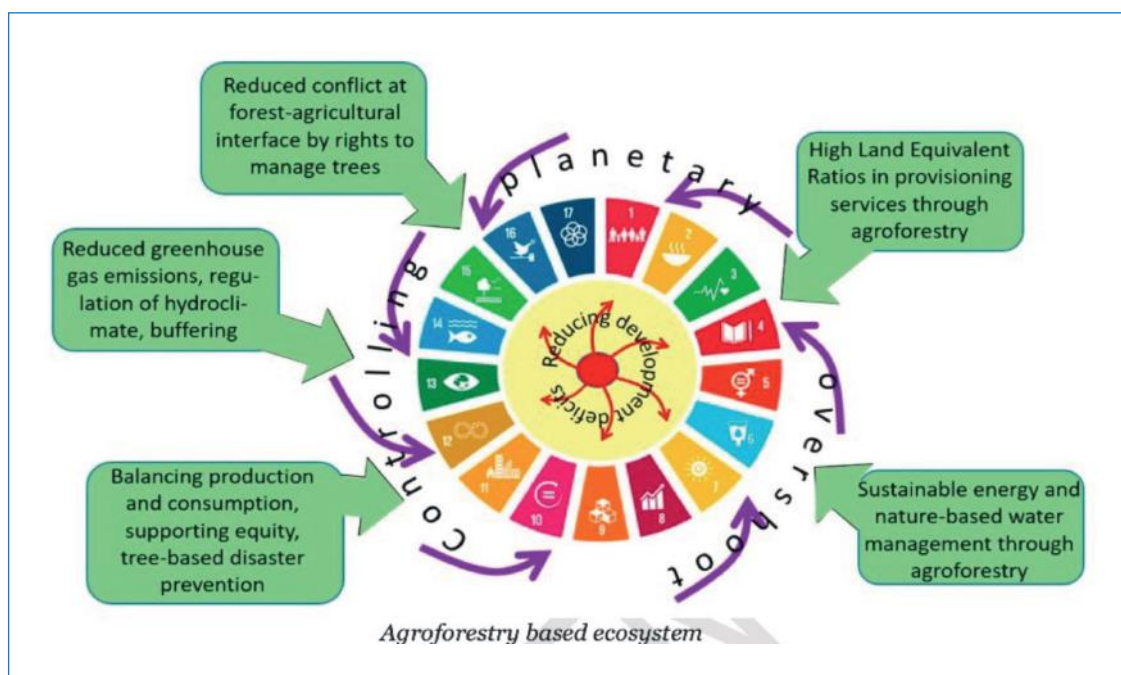 Reduced conflict at
forest-agricultural
interface by rights to
manage trees
High Land Equivalent
Ratios in provisioning
services through
agroforestry
Reduced greenhouse
gas emissions, regu-
lation of hydrocli-
mate, buffering
Balancing production
and consumption,
supporting equity,
tree-based disaster
prevention
Sustainable energy and
nature-based water
management through
agroforestry
Controlling planetary overshoot
Reducing development deficits
1
2
3
4
5
6
7
8
9
10
11
12
13
14
15
16
17
Agroforestry based ecosystem